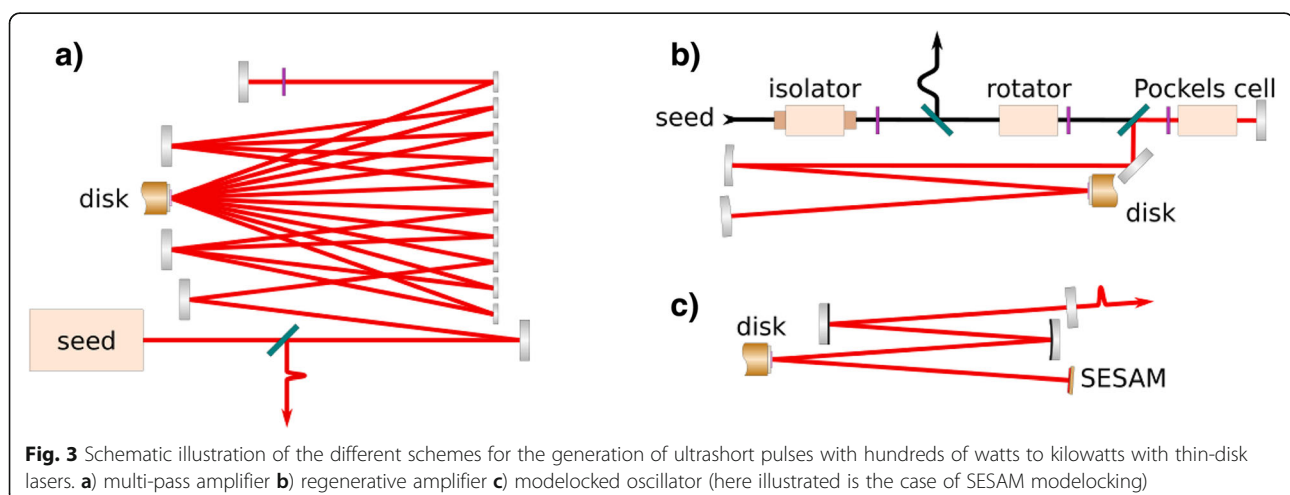 a)
disk
seed
b)
isolator
rotator
Pockels cell
seed
disk
c)
disk
SESAM
Fig. 3 Schematic illustration of the different schemes for the generation of ultrashort pulses with hundreds of watts to kilowatts with thin-disk
lasers. a) multi-pass amplifier b) regenerative amplifier c) modelocked oscillator (here illustrated is the case of SESAM modelocking)